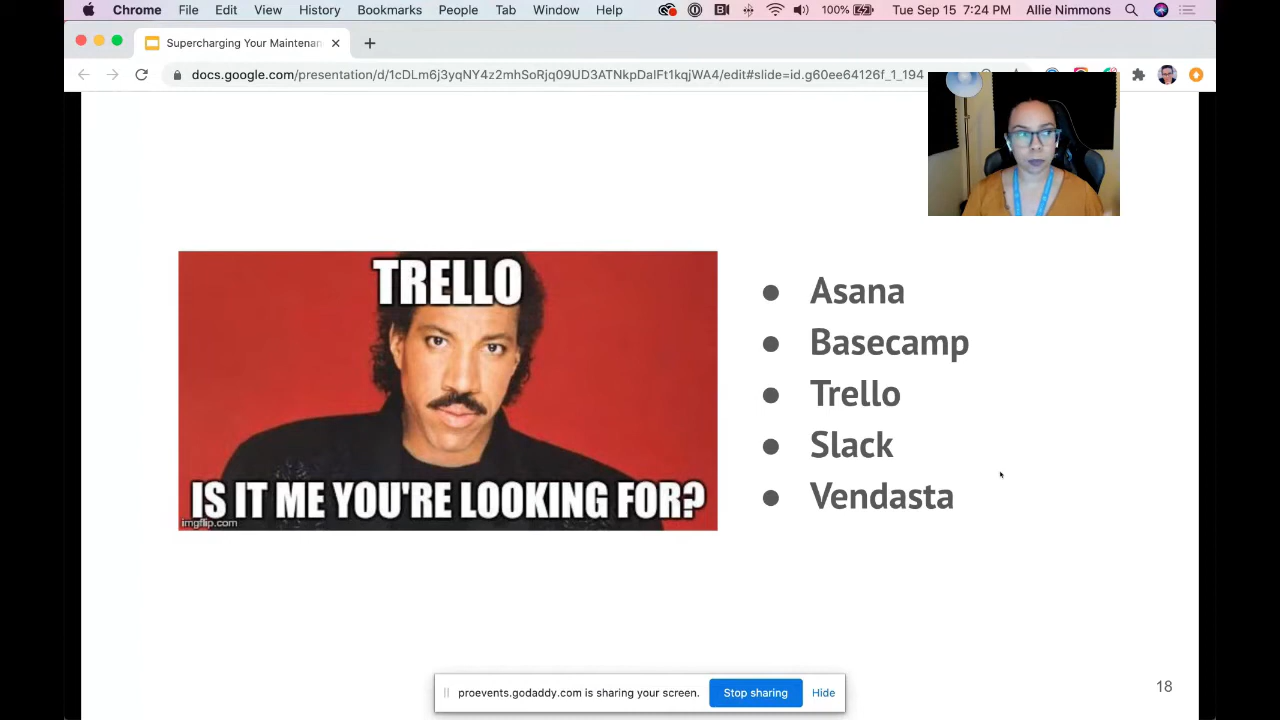 Chrome File Edit View History Bookmarks People Tab Window Help 100% Tue Sep 15 7:24 PM Allie Nimmons
Supercharging Your Maintenan
docs.google.com/presentation/d/1cDLm6j3yqNY4z2mhSoRjq09UD3ATNkpDaIFt1kqjWA4/edit#slide=id.g60ee64126f_1_194
TRELLO
IS IT ME YOU'RE LOOKING FOR?
imgflip.com
● Asana
● Basecamp
● Trello
● Slack
● Vendasta
18
proevents.godaddy.com is sharing your screen. Stop sharing Hide